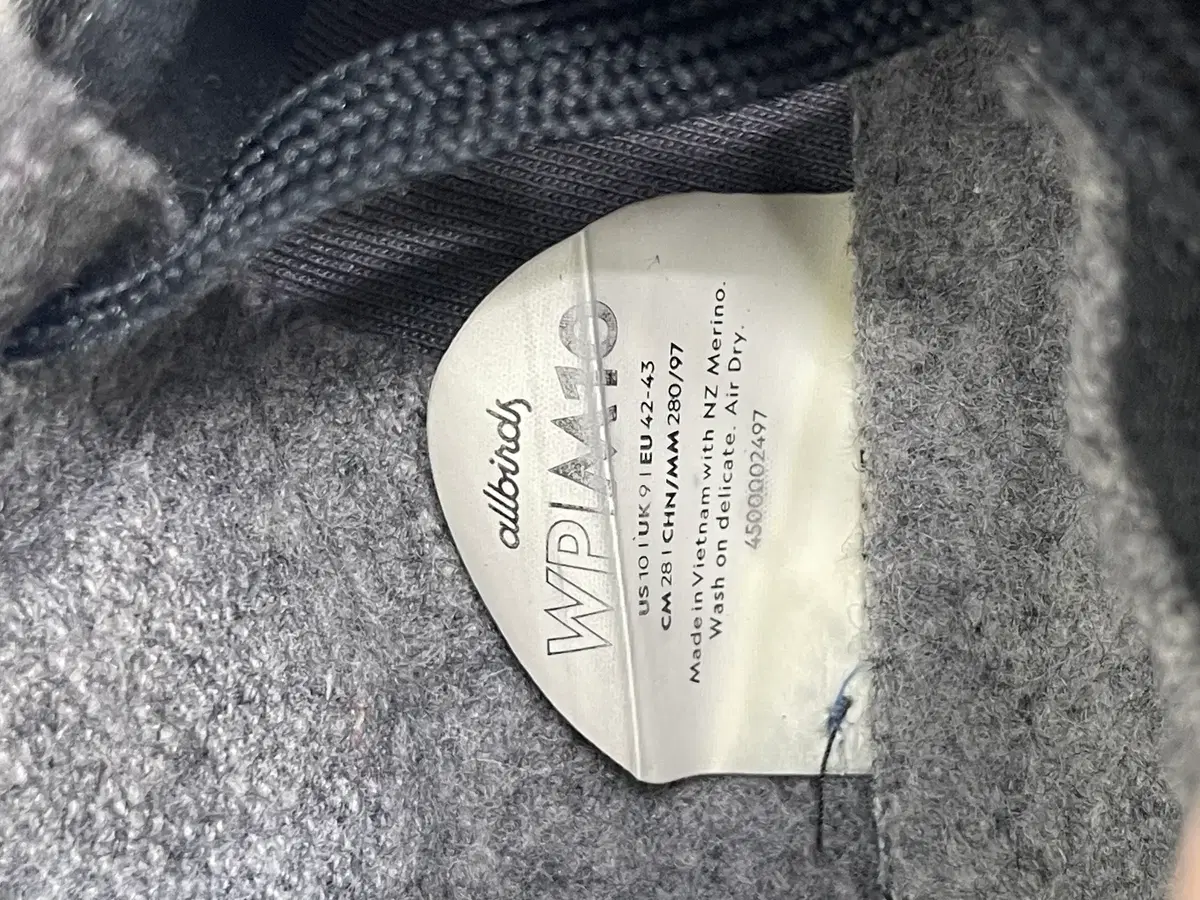 allbirds
WPIAM10
US 10 | UK 9 | EU 42-43
CM 28 | CHN/MM 280/97
Made in Vietnam with NZ Merino.
Wash on delicate. Air Dry.
4500002497